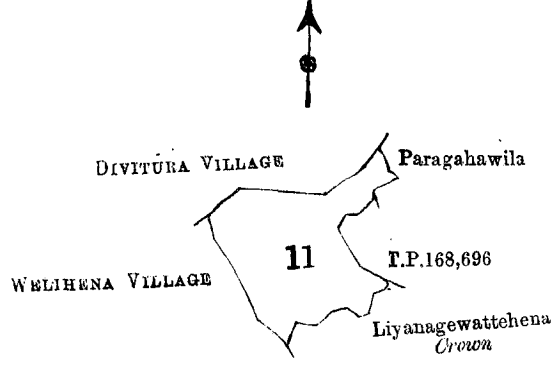 DIVITURA VILLAGE
Paragahawila
11
T.P.168,696
WELIHENA VILLAGE
Liyanagewattehena
Crown